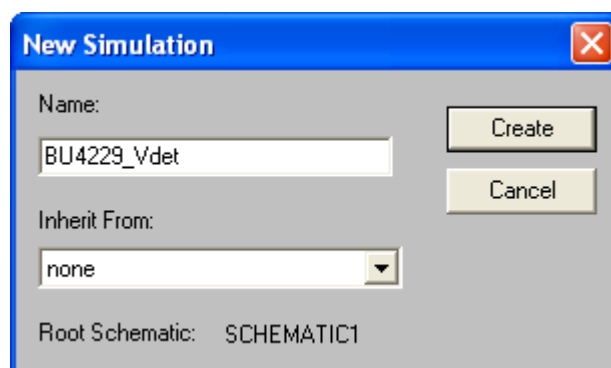 New Simulation
Name:
Create
BU4229_Vdet
Cancel
Inherit From:
none
Root Schematic: SCHEMATIC1